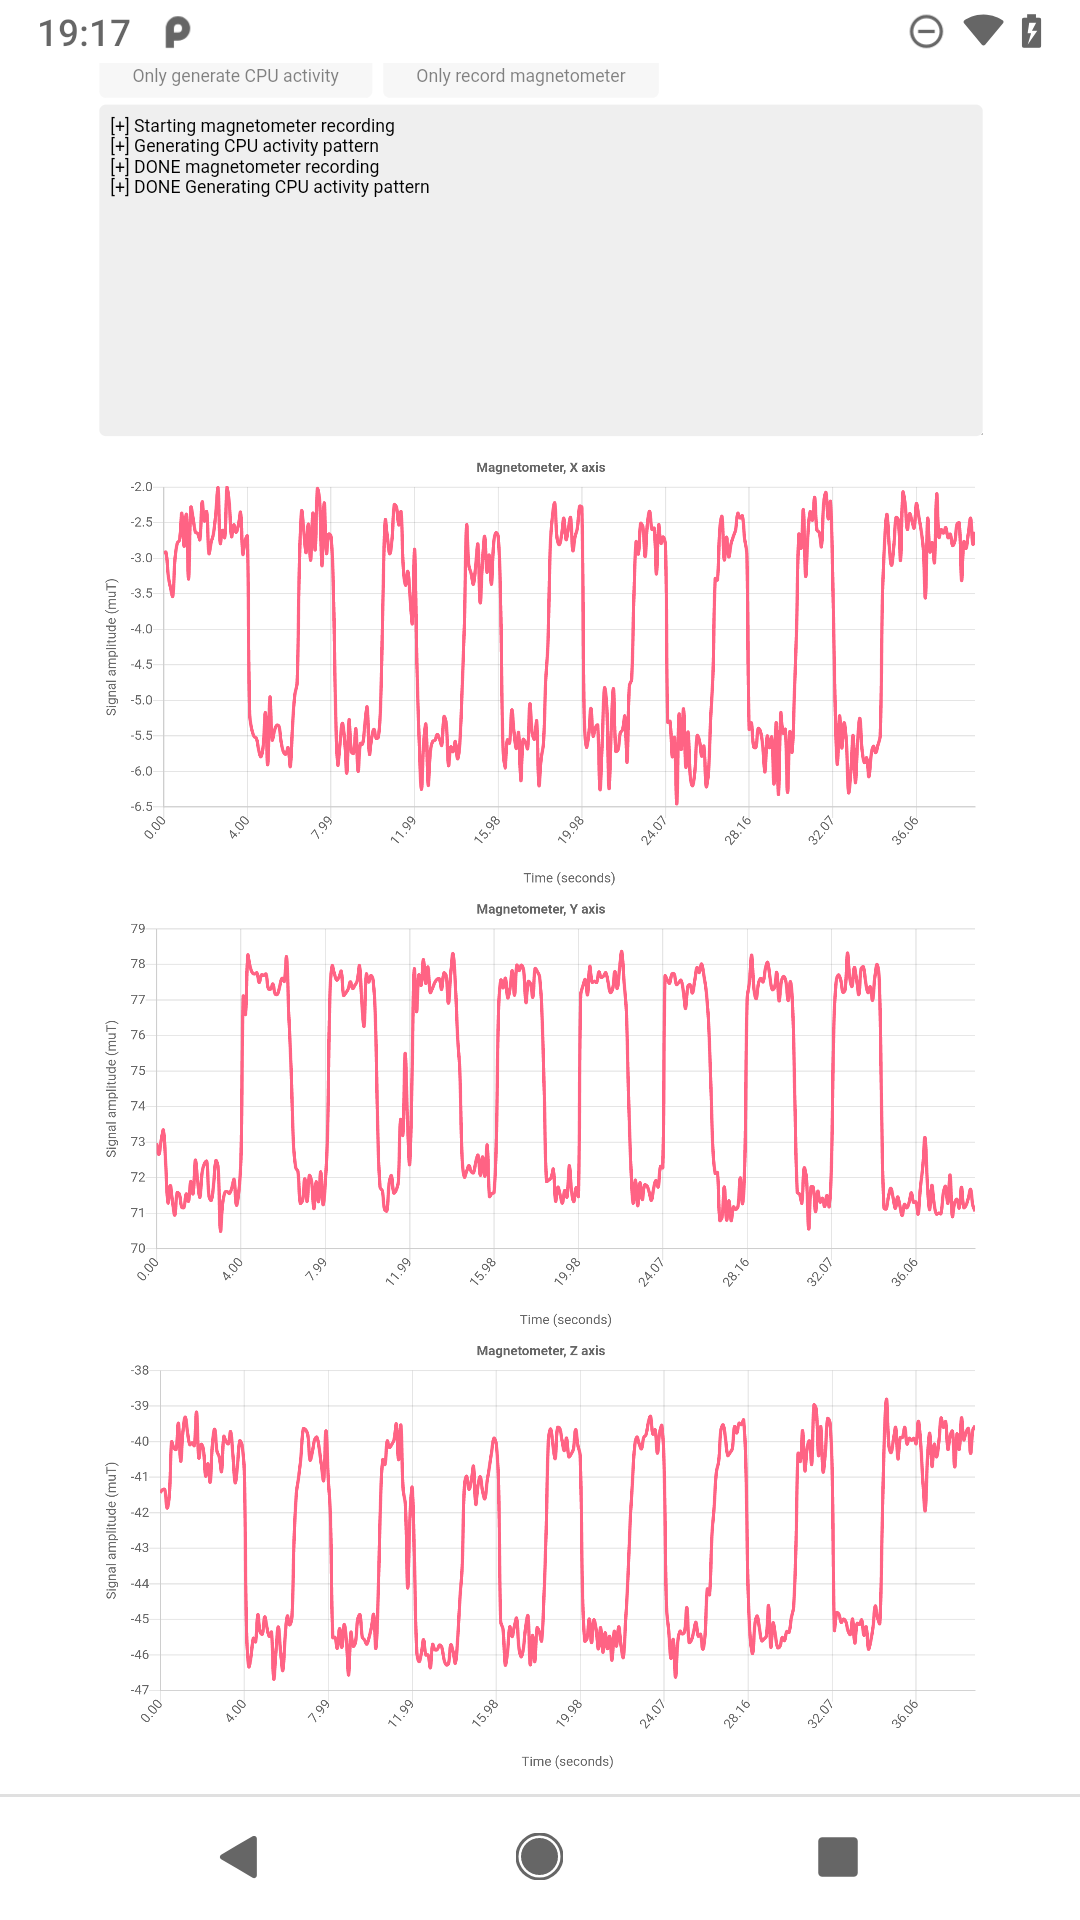 19:17
Only generate CPU activity Only record magnetometer
[+] Starting magnetometer recording
[+] Generating CPU activity pattern
[+] DONE magnetometer recording
[+] DONE Generating CPU activity pattern
Magnetometer, X axis
Signal amplitude (muT)
-2.0
-2.5
-3.0
-3.5
-4.0
-4.5
-5.0
-5.5
-6.0
-6.5
0.00 4.00 7.99 11.99 15.98 19.98 24.07 28.16 32.07 36.06
Time (seconds)
Magnetometer, Y axis
Signal amplitude (muT)
79
78
77
76
75
74
73
72
71
70
0.00 4.00 7.99 11.99 15.98 19.98 24.07 28.16 32.07 36.06
Time (seconds)
Magnetometer, Z axis
Signal amplitude (muT)
-38
-39
-40
-41
-42
-43
-44
-45
-46
-47
0.00 4.00 7.99 11.99 15.98 19.98 24.07 28.16 32.07 36.06
Time (seconds)